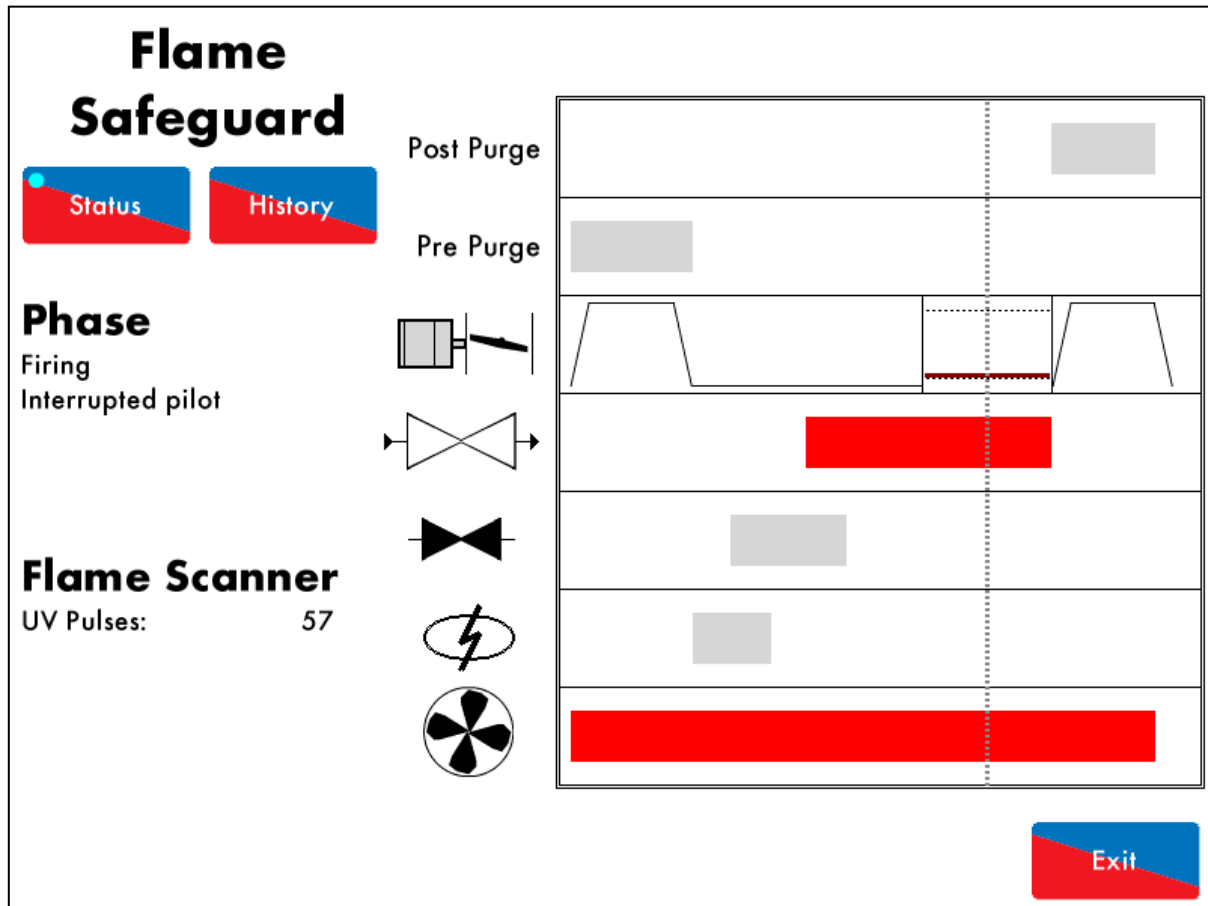 Flame
Safeguard
Status
History
Post Purge
Pre Purge
Phase
Firing
Interrupted pilot
Flame Scanner
UV Pulses: 57
Exit